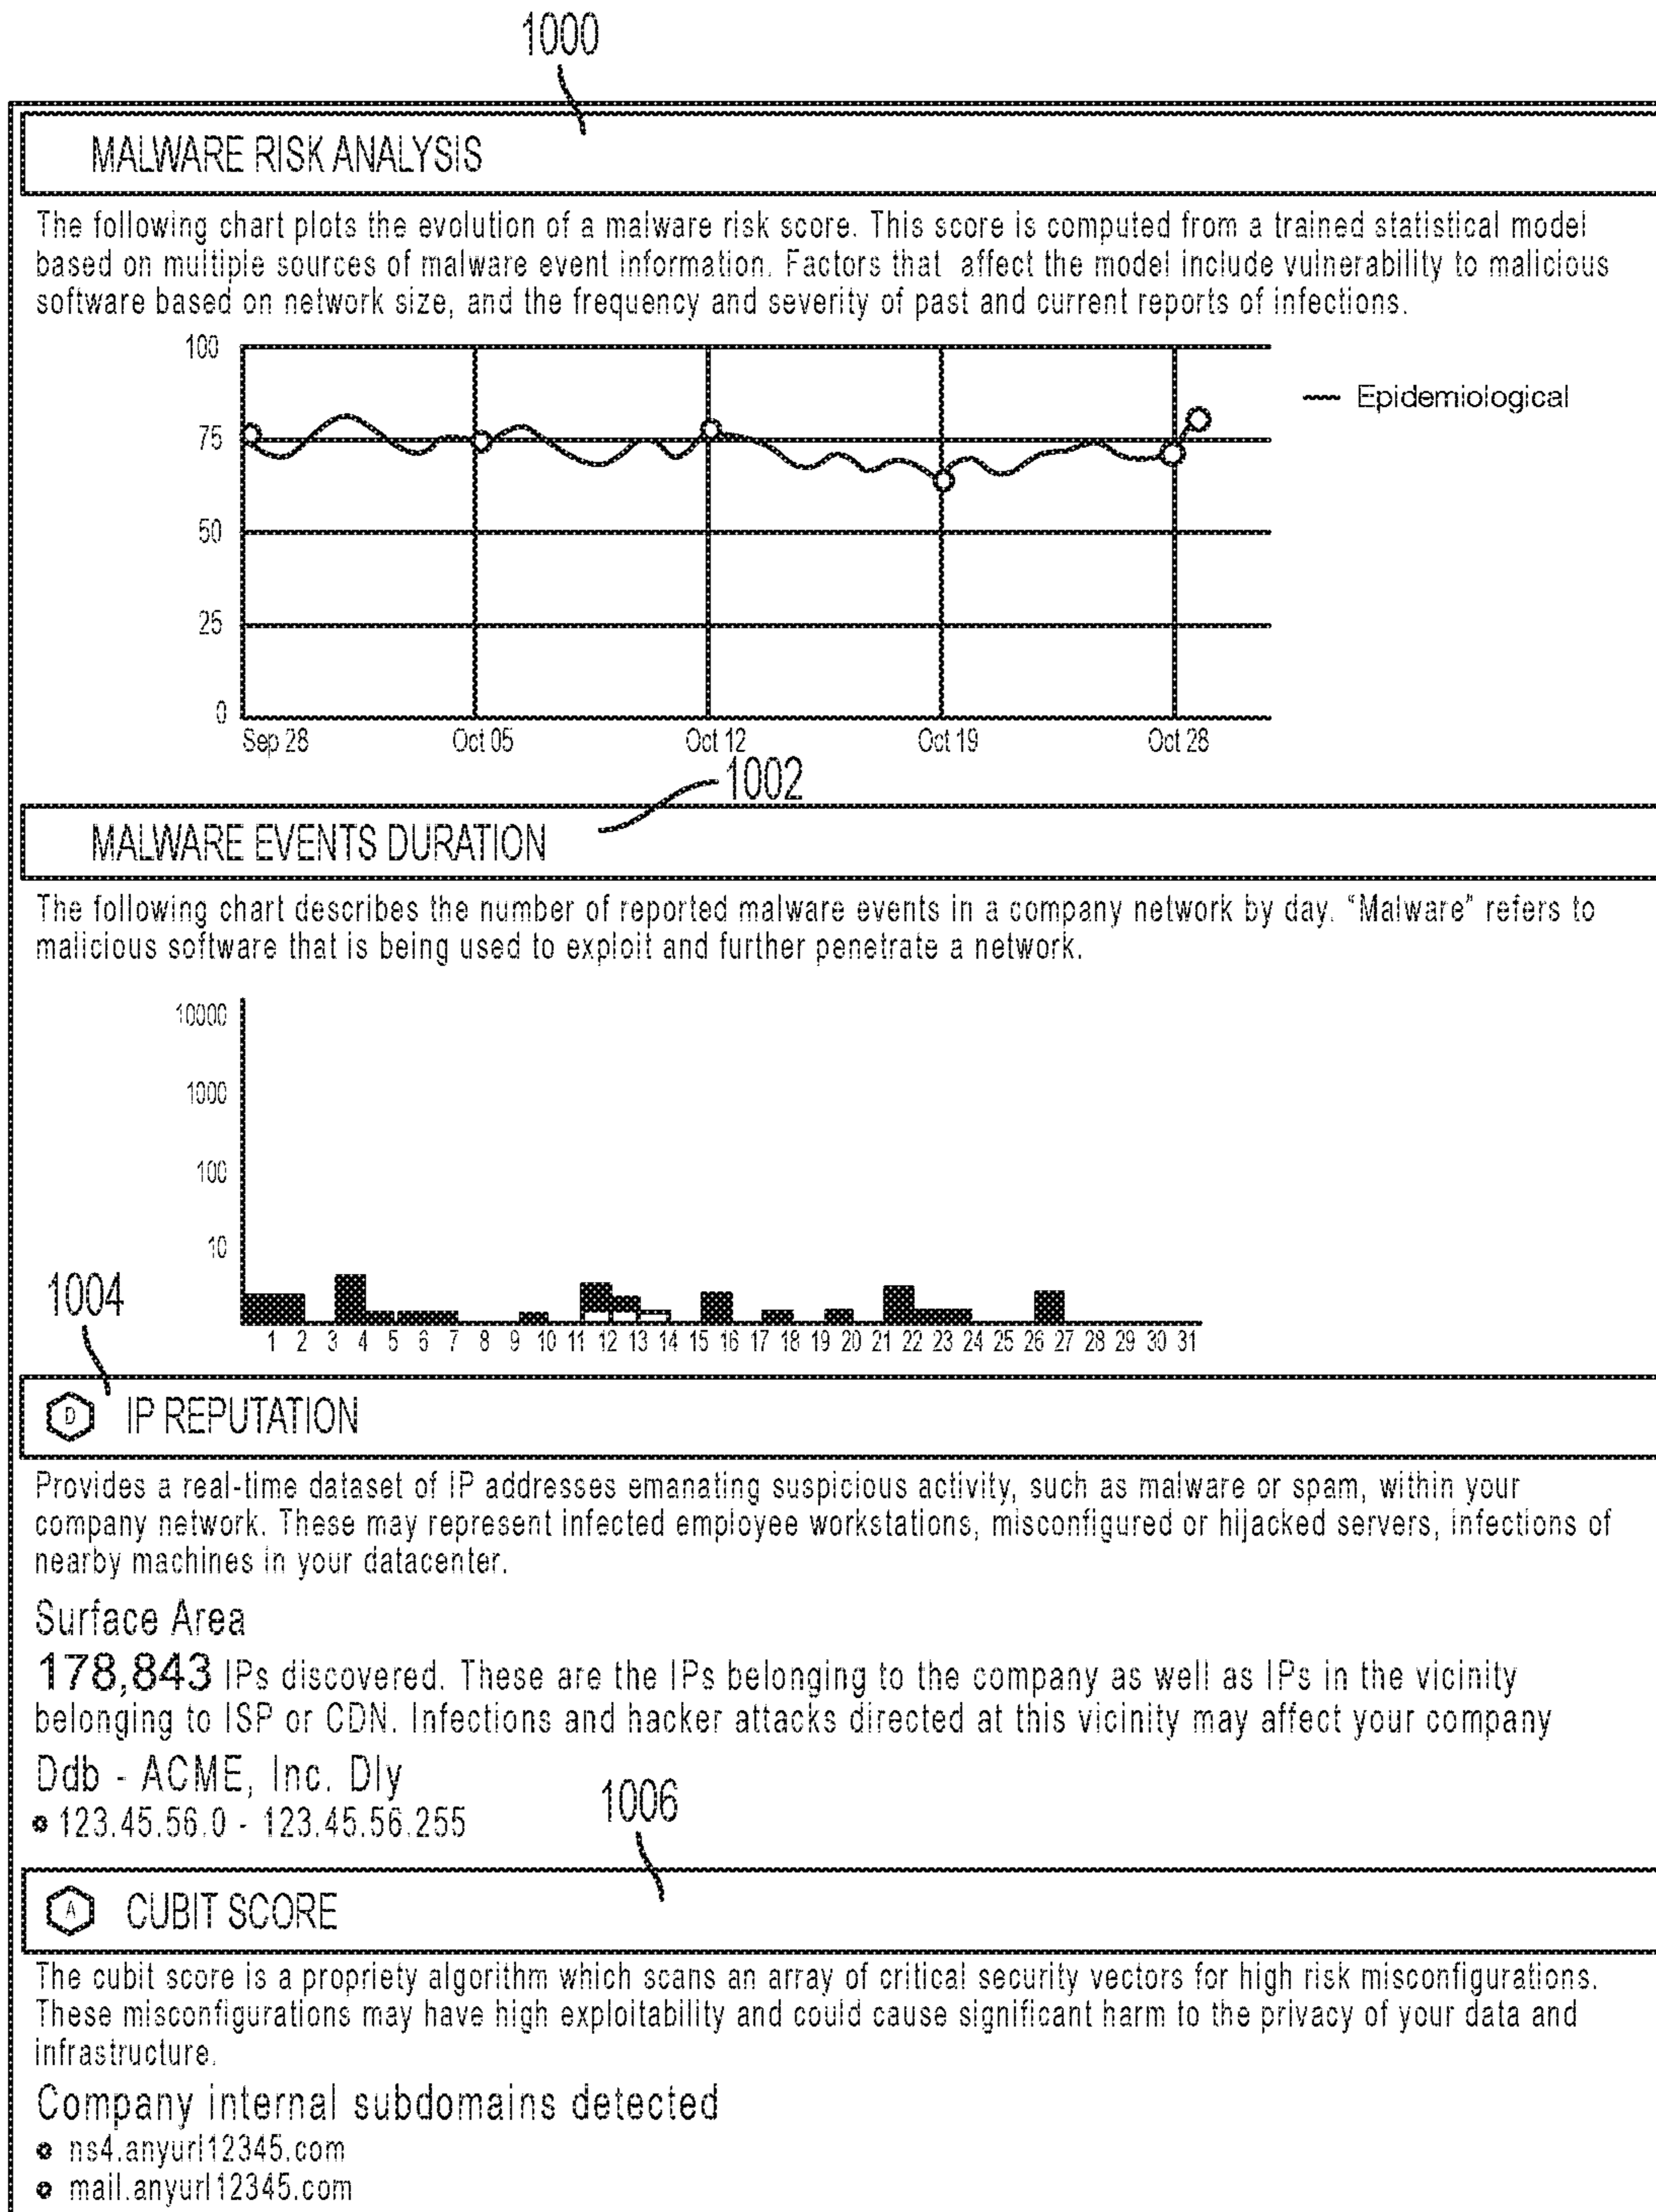 1000
MALWARE RISK ANALYSIS
The following chart plots the evolution of a malware risk score. This score is computed from a trained statistical model
based on multiple sources of malware event information. Factors that affect the model include vulnerability to malicious
software based on network size, and the frequency and severity of past and current reports of infections.
100
75
50
25
0
Epidemiological
Sep 28 Oct 05 Oct 12 Oct 19 Oct 28
1002
MALWARE EVENTS DURATION
The following chart describes the number of reported malware events in a company network by day. "Malware" refers to
malicious software that is being used to exploit and further penetrate a network.
10000
1000
100
10
1 2 3 4 5 6 7 8 9 10 11 12 13 14 15 16 17 18 19 20 21 22 23 24 25 26 27 28 29 30 31
1004
D IP REPUTATION
Provides a real-time dataset of IP addresses emanating suspicious activity, such as malware or spam, within your
company network. These may represent infected employee workstations, misconfigured or hijacked servers, infections of
nearby machines in your datacenter.
Surface Area
178,843 IPs discovered. These are the IPs belonging to the company as well as IPs in the vicinity
belonging to ISP or CDN. Infections and hacker attacks directed at this vicinity may affect your company
Ddb - ACME, Inc. Dly
• 123.45.56.0 - 123.45.56.255
1006
A CUBIT SCORE
The cubit score is a propriety algorithm which scans an array of critical security vectors for high risk misconfigurations.
These misconfigurations may have high exploitability and could cause significant harm to the privacy of your data and
infrastructure.
Company internal subdomains detected
• ns4.anyurl12345.com
• mail.anyurl12345.com